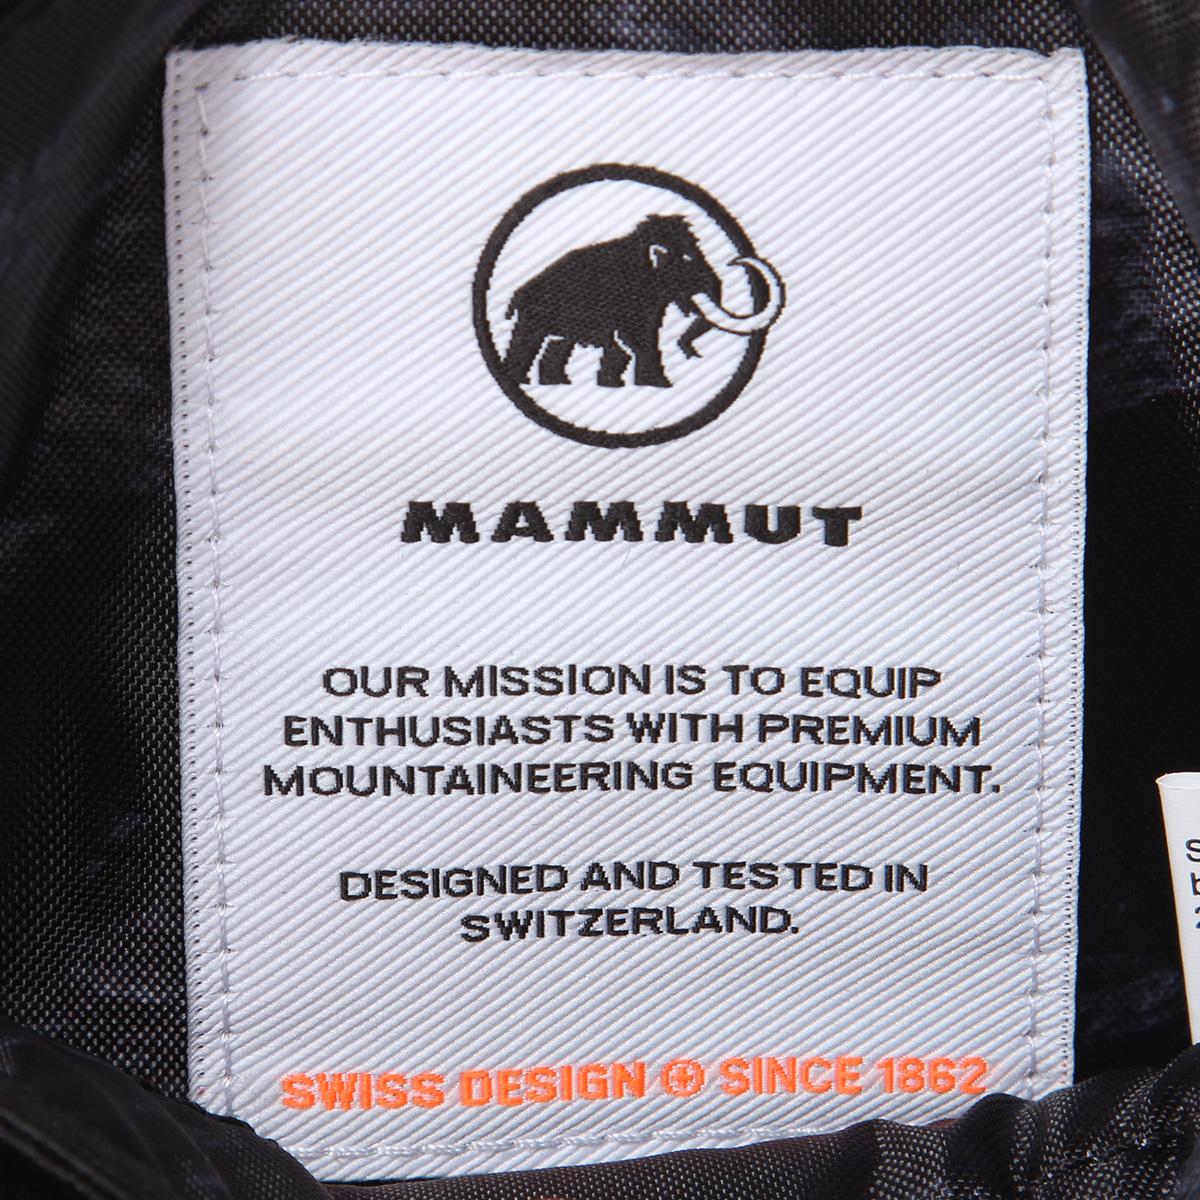 MAMMUT
OUR MISSION IS TO EQUIP
ENTHUSIASTS WITH PREMIUM
MOUNTAINEERING EQUIPMENT.
DESIGNED AND TESTED IN
SWITZERLAND.
SWISS DESIGN ⊕ SINCE 1862